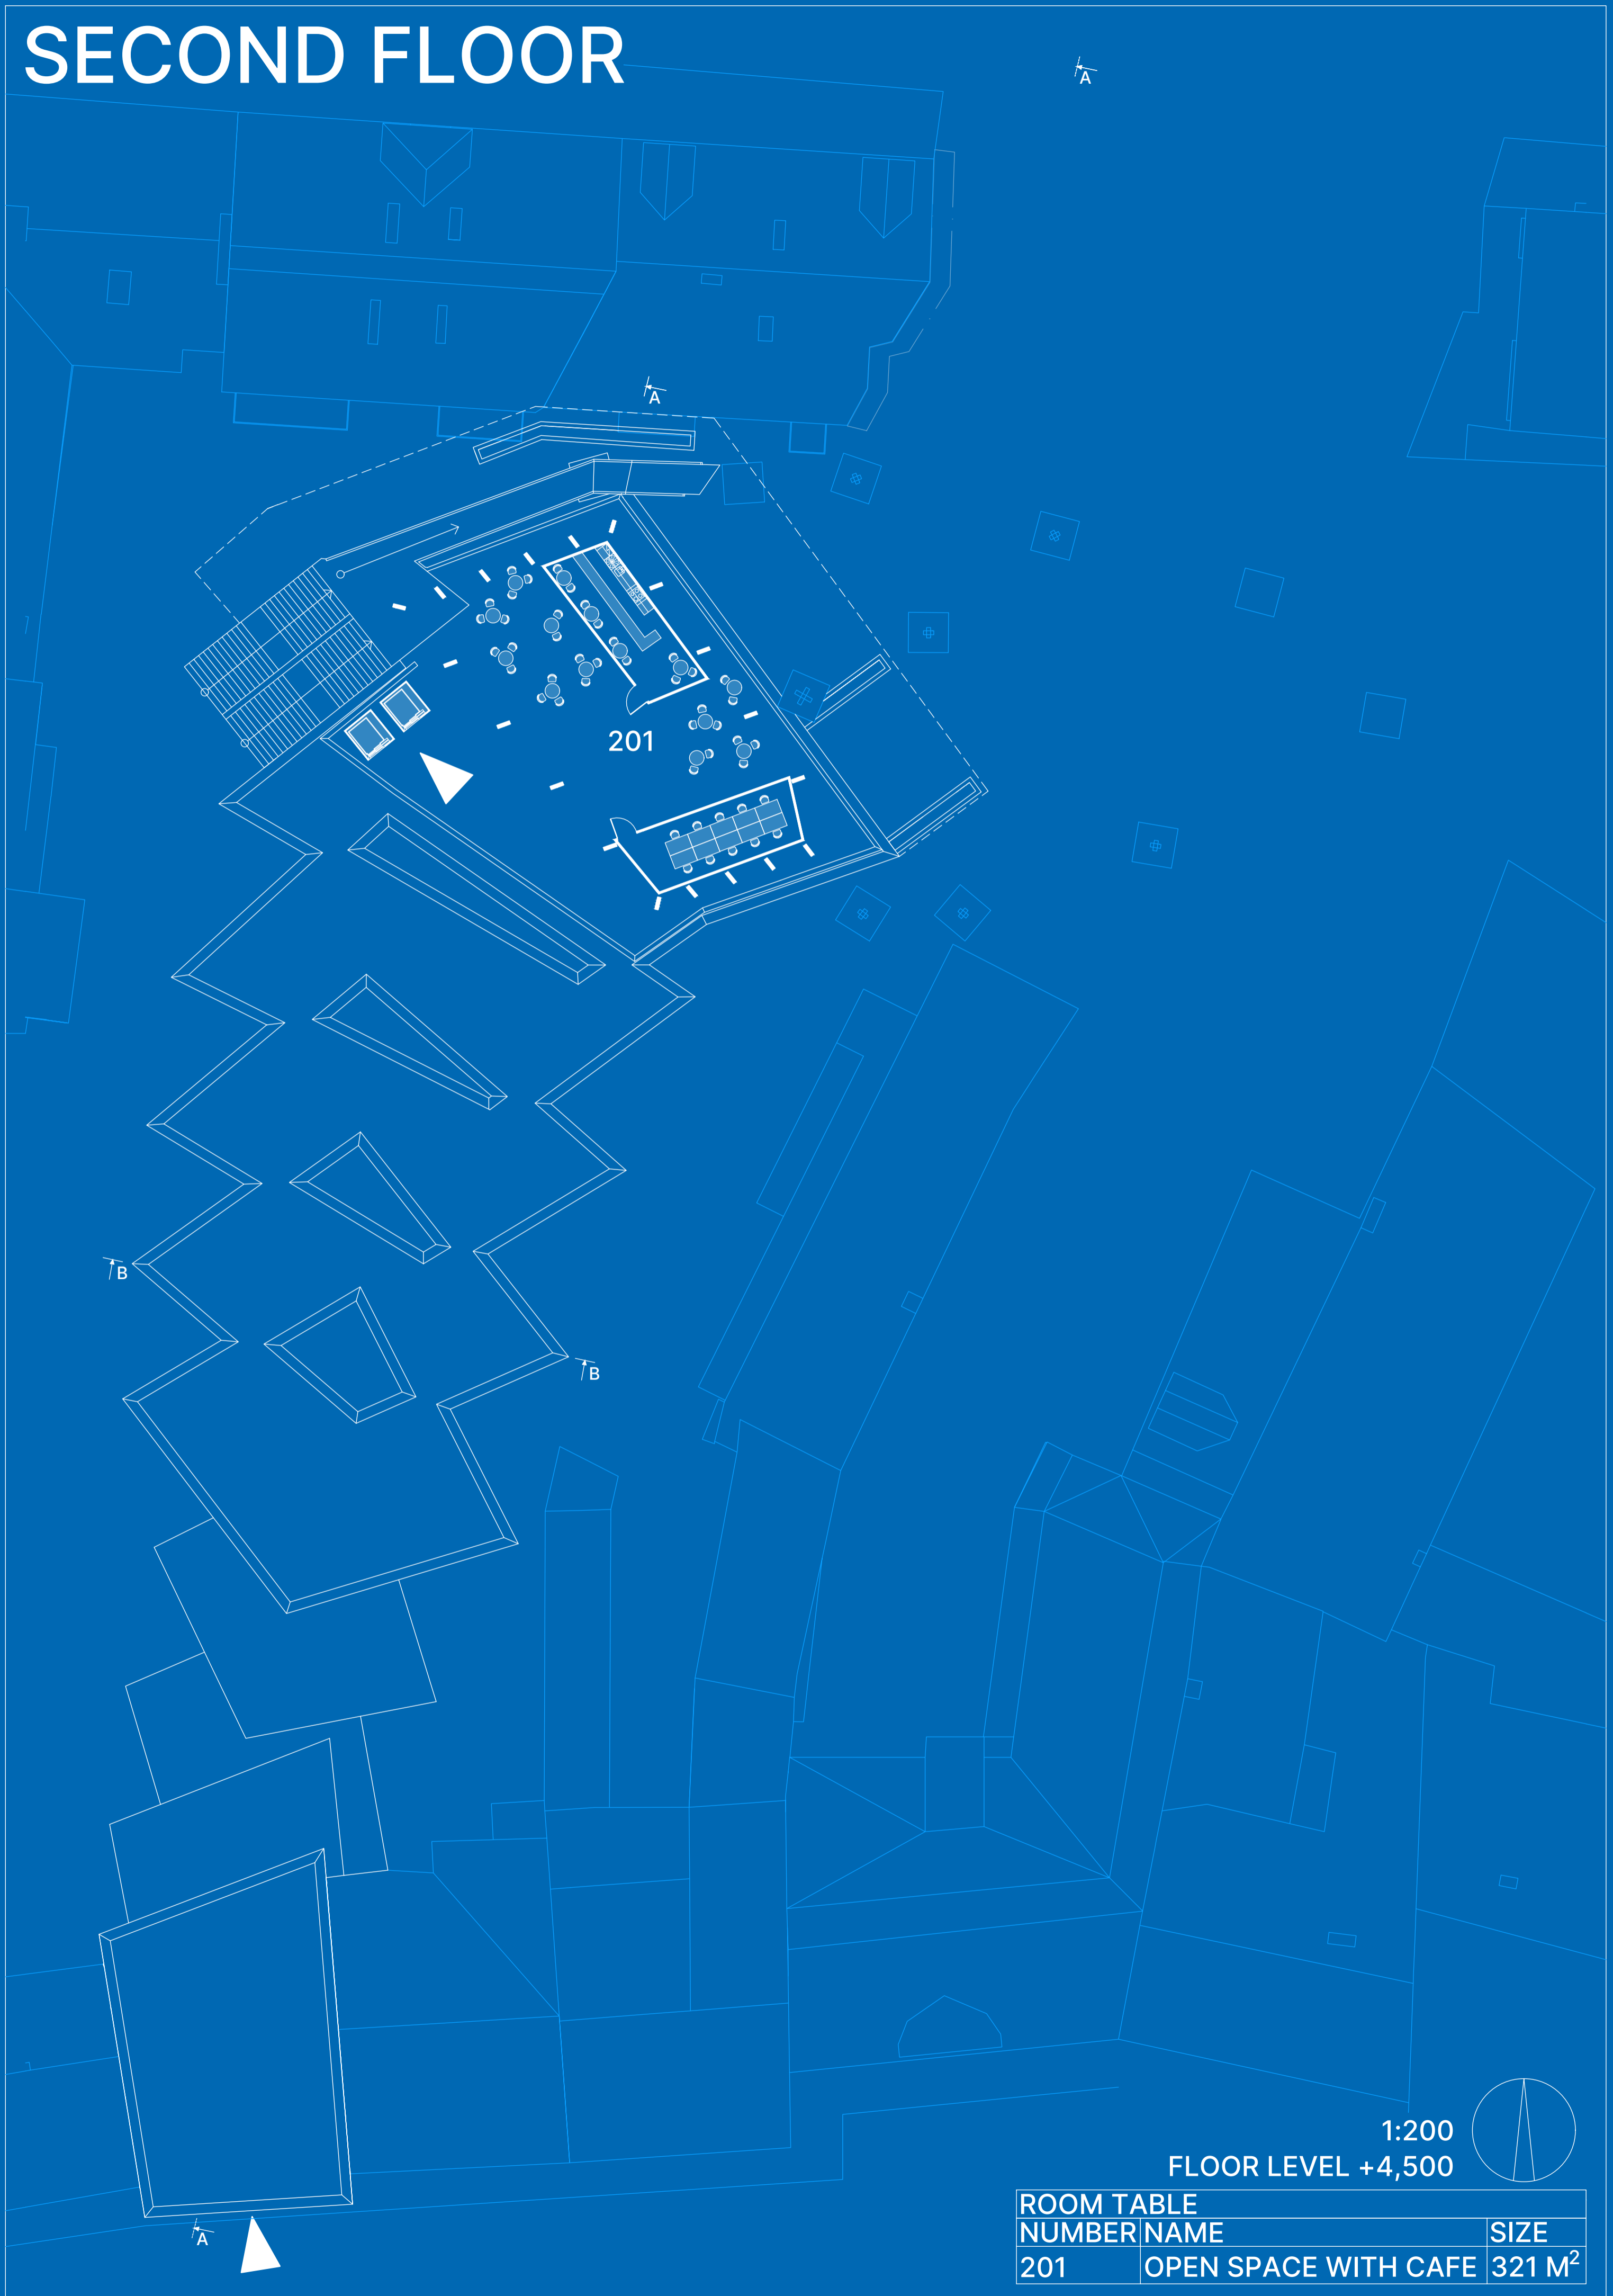 SECOND FLOOR
A
A
201
B
B
1:200
FLOOR LEVEL +4,500
ROOM TABLE
NUMBER NAME SIZE
201 OPEN SPACE WITH CAFE 321 M²
A